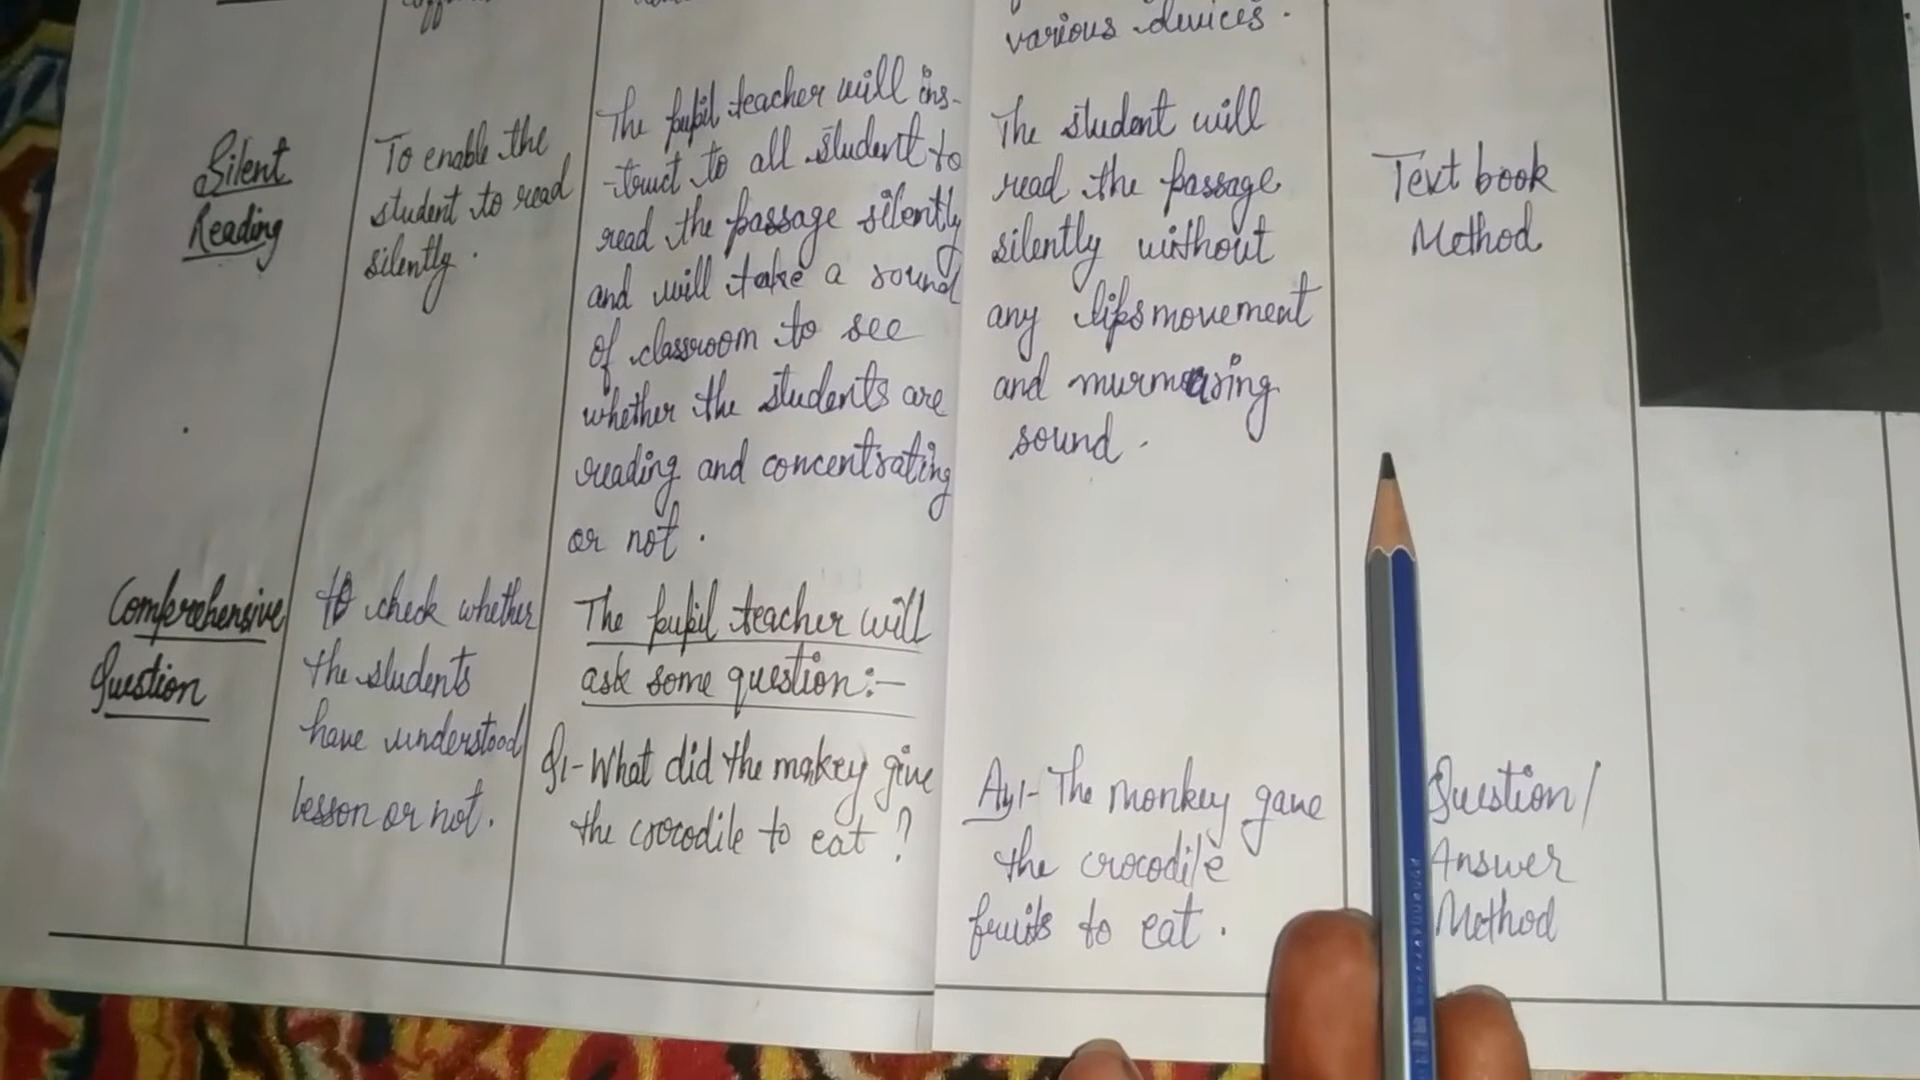 various devices.
Silent
Reading
To enable the
student to read
silently.
The pupil teacher will ins-
-truct to all student to
read the passage silently
and will take a sound
of classroom to see
whether the students are
reading and concentrating
or not.
The student will
read the passage
silently without
any lips movement
and murmuring
sound.
Text book
Method
Comprehensive
Question
to check whether
the students
have understood
lesson or not.
The pupil teacher will
ask some question:-
Q1- What did the makey give
the crocodile to eat?
Ay1- The monkey gave
the crocodile
fruits to eat.
Question/
Answer
Method